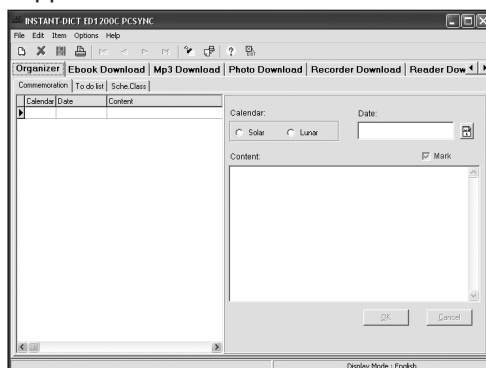 INSTANT-DICT ED1200C PCSYNC
File Edit Item Options Help
Organizer Ebook Download Mp3 Download Photo Download Recorder Download Reader Dow
Commemoration To do list Sche.Class
Calendar Date Content
Calendar: Date:
Solar Lunar
Content: Mark
OK Cancel
Display Mode : English